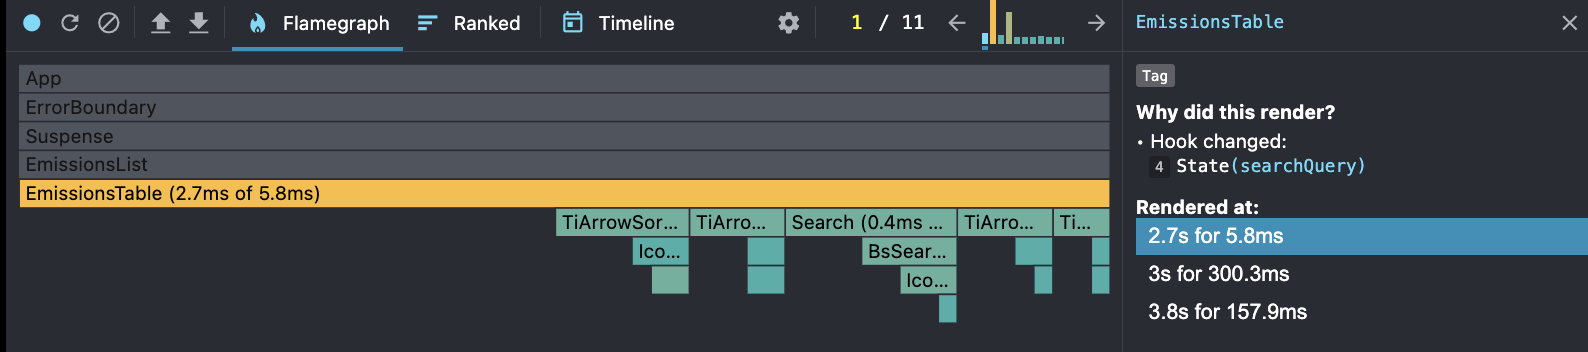 Flamegraph Ranked Timeline 1 / 11 EmissionsTable
App
ErrorBoundary
Suspense
EmissionsList
EmissionsTable (2.7ms of 5.8ms)
TiArrowSor... TiArro... Search (0.4ms ... TiArro... Ti...
Ico... BsSear...
Ico...
Tag
Why did this render?
• Hook changed:
4 State(searchQuery)
Rendered at:
2.7s for 5.8ms
3s for 300.3ms
3.8s for 157.9ms